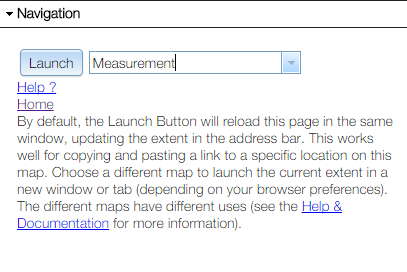 Navigation
Launch Measurement
Help ?
Home
By default, the Launch Button will reload this page in the same
window, updating the extent in the address bar. This works
well for copying and pasting a link to a specific location on this
map. Choose a different map to launch the current extent in a
new window or tab (depending on your browser preferences).
The different maps have different uses (see the Help &
Documentation for more information).